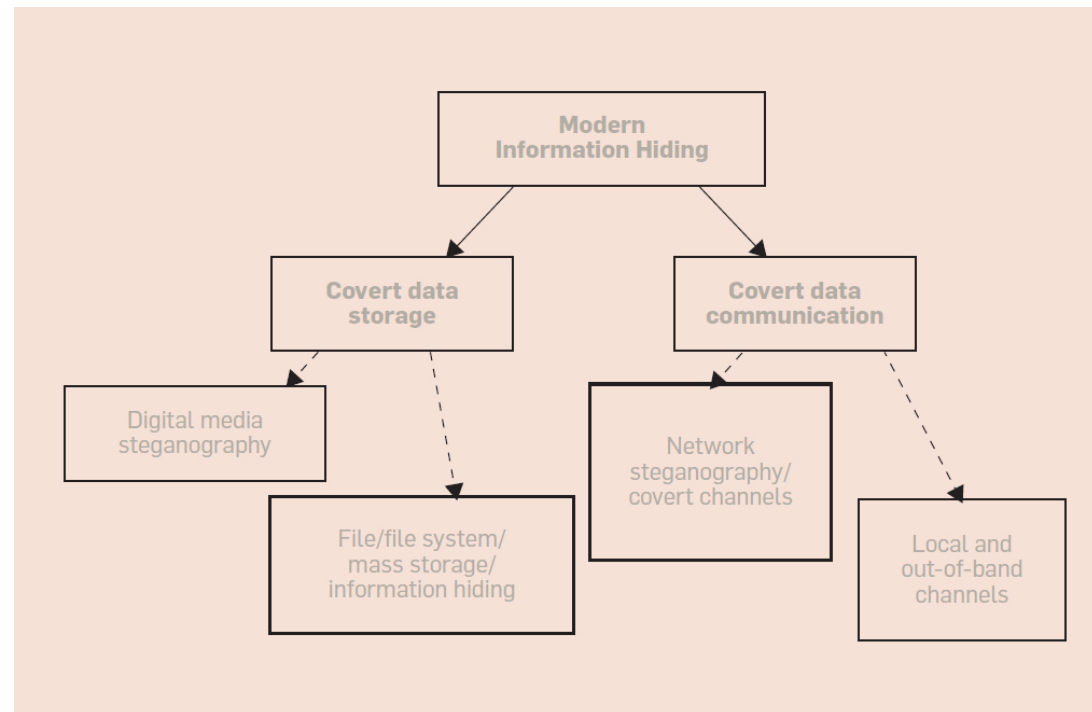 Modern
Information Hiding
Covert data
storage
Covert data
communication
Digital media
steganography
File/file system/
mass storage/
information hiding
Network
steganography/
covert channels
Local and
out-of-band
channels